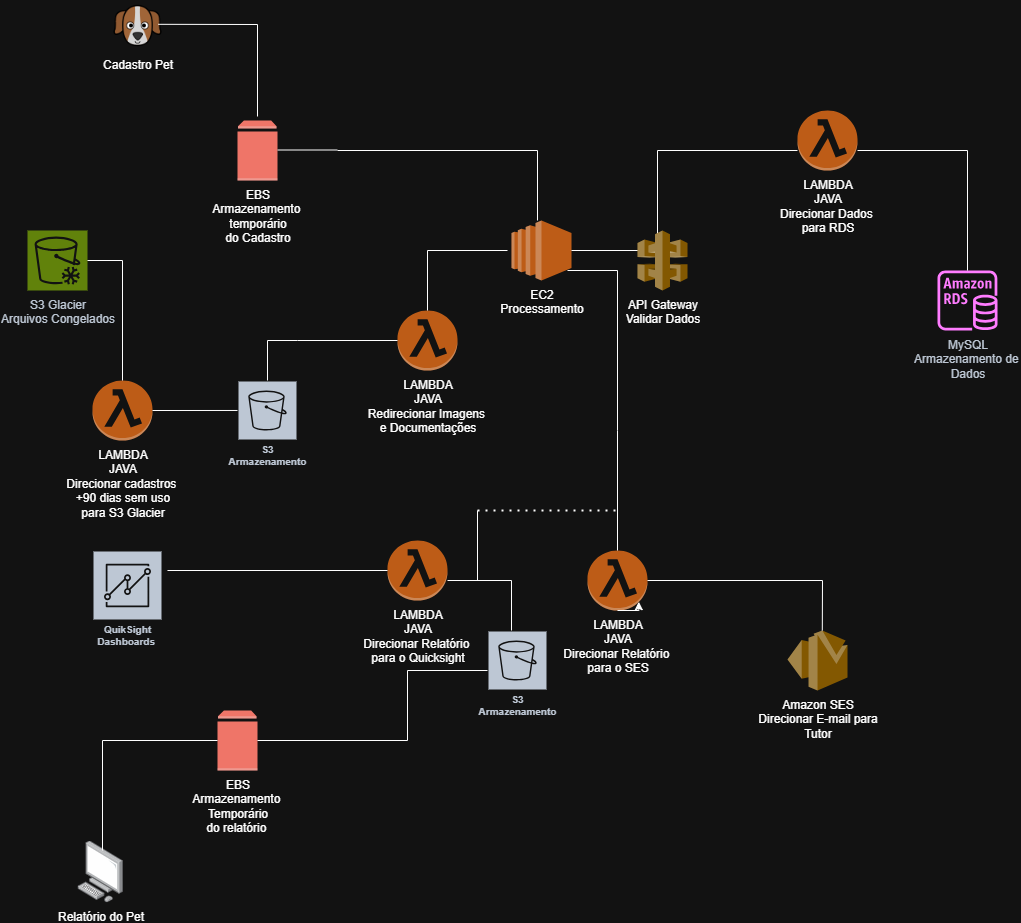 Cadastro Pet
EBS
Armazenamento
temporário
do Cadastro
LAMBDA
JAVA
Direcionar Dados
para RDS
S3 Glacier
Arquivos Congelados
EC2
Processamento
API Gateway
Validar Dados
Amazon
RDS
MySQL
Armazenamento de
Dados
LAMBDA
JAVA
Redirecionar Imagens
e Documentações
S3
Armazenamento
LAMBDA
JAVA
Direcionar cadastros
+90 dias sem uso
para S3 Glacier
QuikSight
Dashboards
LAMBDA
JAVA
Direcionar Relatório
para o Quicksight
LAMBDA
JAVA
Direcionar Relatório
para o SES
S3
Armazenamento
Amazon SES
Direcionar E-mail para
Tutor
EBS
Armazenamento
Temporário
do relatório
Relatório do Pet